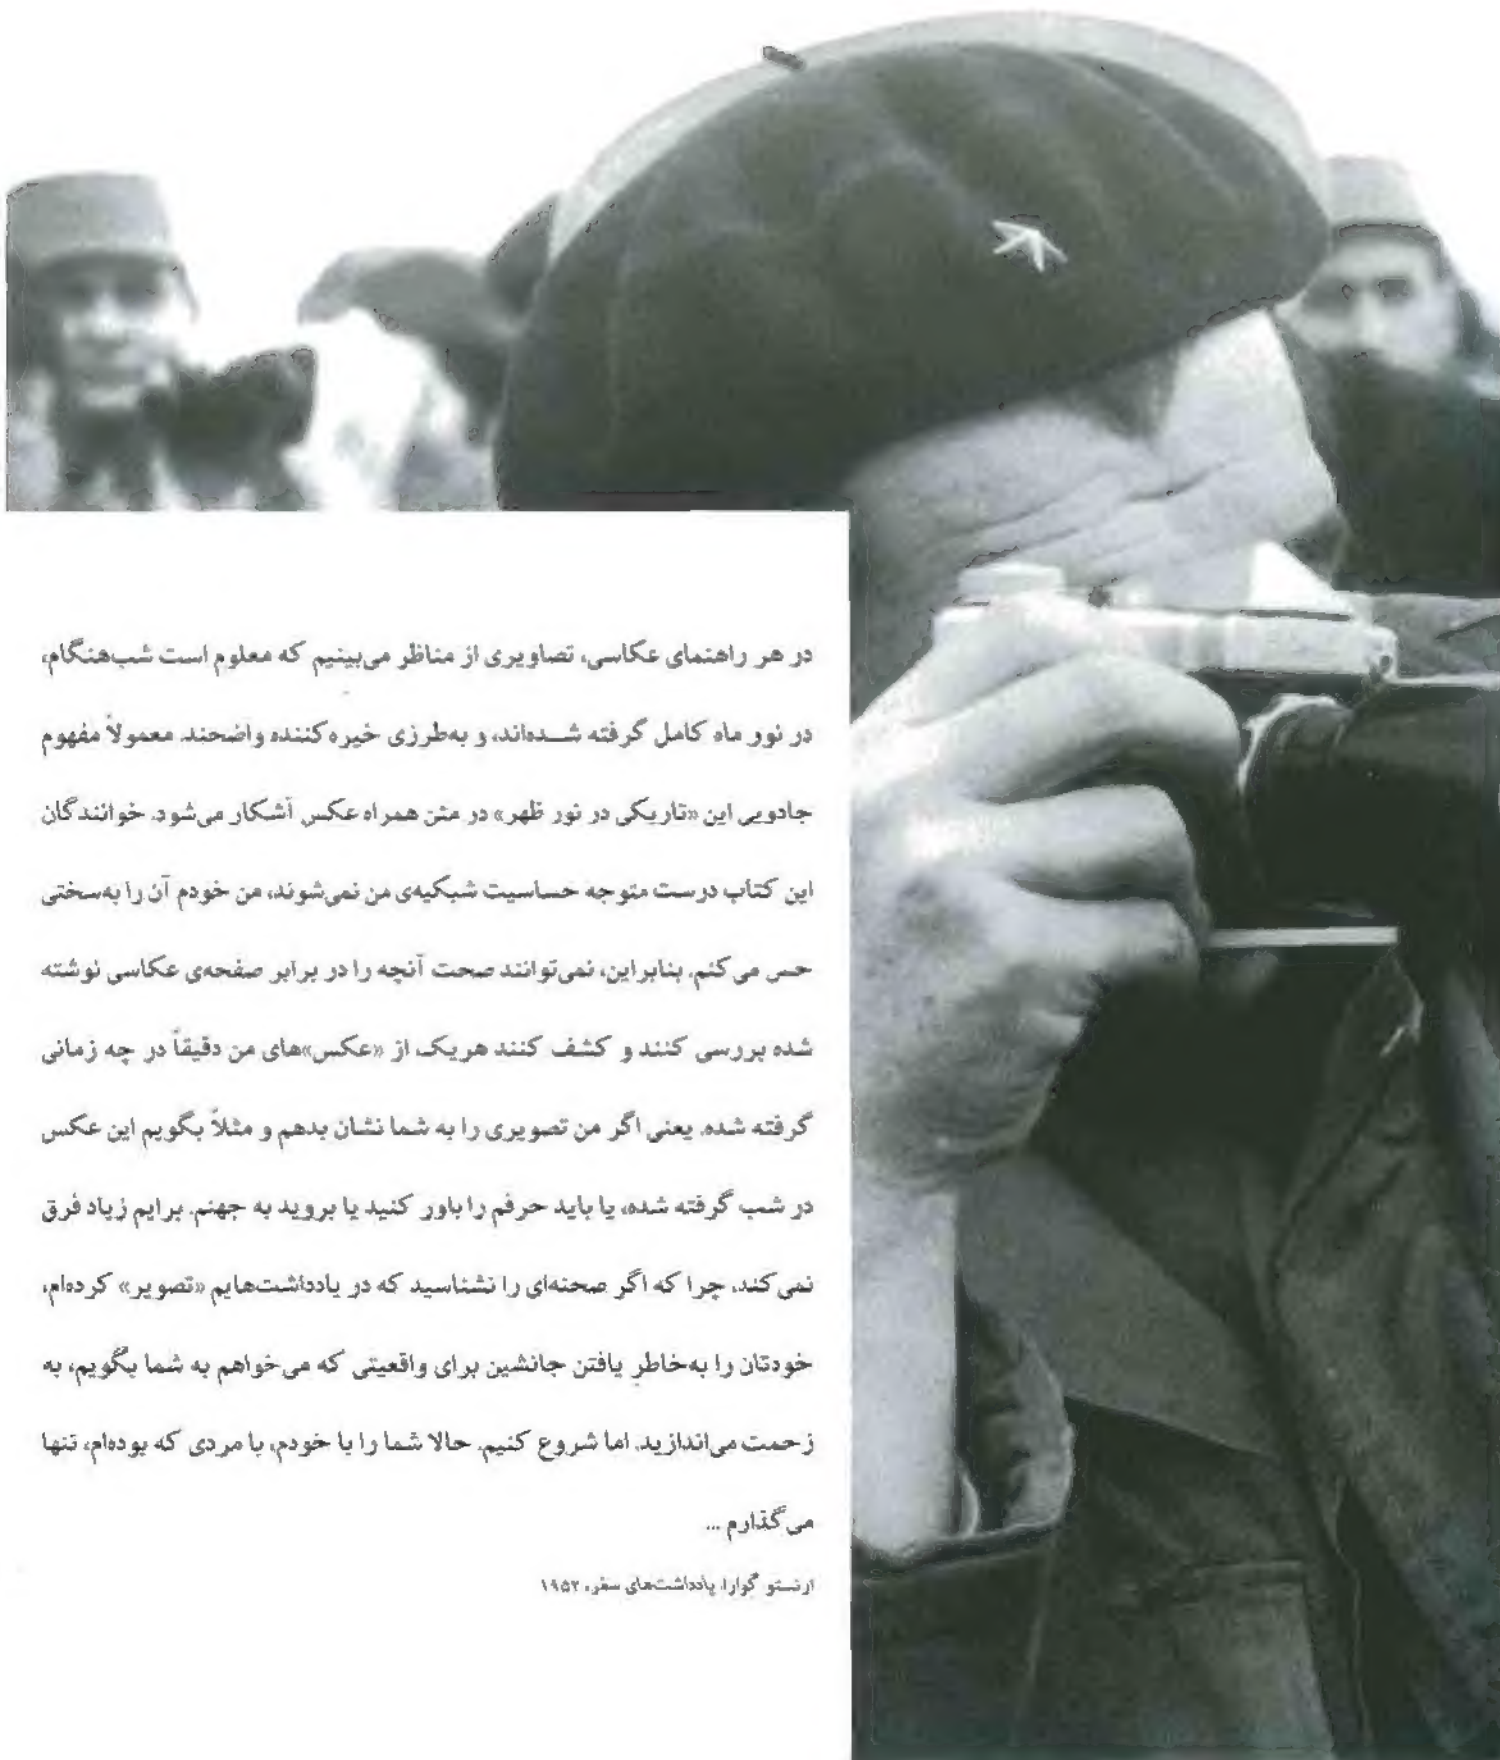 در هر راهنمای عکاسی، تصاویری از مناظر می‌بینیم که معلوم است شب‌هنگام،
در نور ماه کامل گرفته شده‌اند، و به‌طرزی خیره‌کننده واضحند. معمولاً مفهوم
جادویی این «تاریکی در نور ظهر» در متن همراه عکس آشکار می‌شود. خوانندگان
این کتاب درست متوجه حساسیت شبکیه‌ی من نمی‌شوند، من خودم آن را به‌سختی
حس می‌کنم. بنابراین، نمی‌توانند صحت آنچه را در برابر صفحه‌ی عکاسی نوشته
شده بررسی کنند و کشف کنند هریک از «عکس»های من دقیقاً در چه زمانی
گرفته شده. یعنی اگر من تصویری را به شما نشان بدهم و مثلاً بگویم این عکس
در شب گرفته شده، یا باید حرفم را باور کنید یا بروید به جهنم. برایم زیاد فرق
نمی‌کند. چرا که اگر صحنه‌ای را نشناسید که در یادداشت‌هایم «تصویر» کرده‌ام،
خودتان را به‌خاطر یافتن جانشین برای واقعیتی که می‌خواهم به شما بگویم، به
زحمت می‌اندازید. اما شروع کنیم. حالا شما را با خودم، با مردی که بوده‌ام، تنها
می‌گذارم ...
ارنستو گوارا، یادداشت‌های سفر، ۱۹۵۲